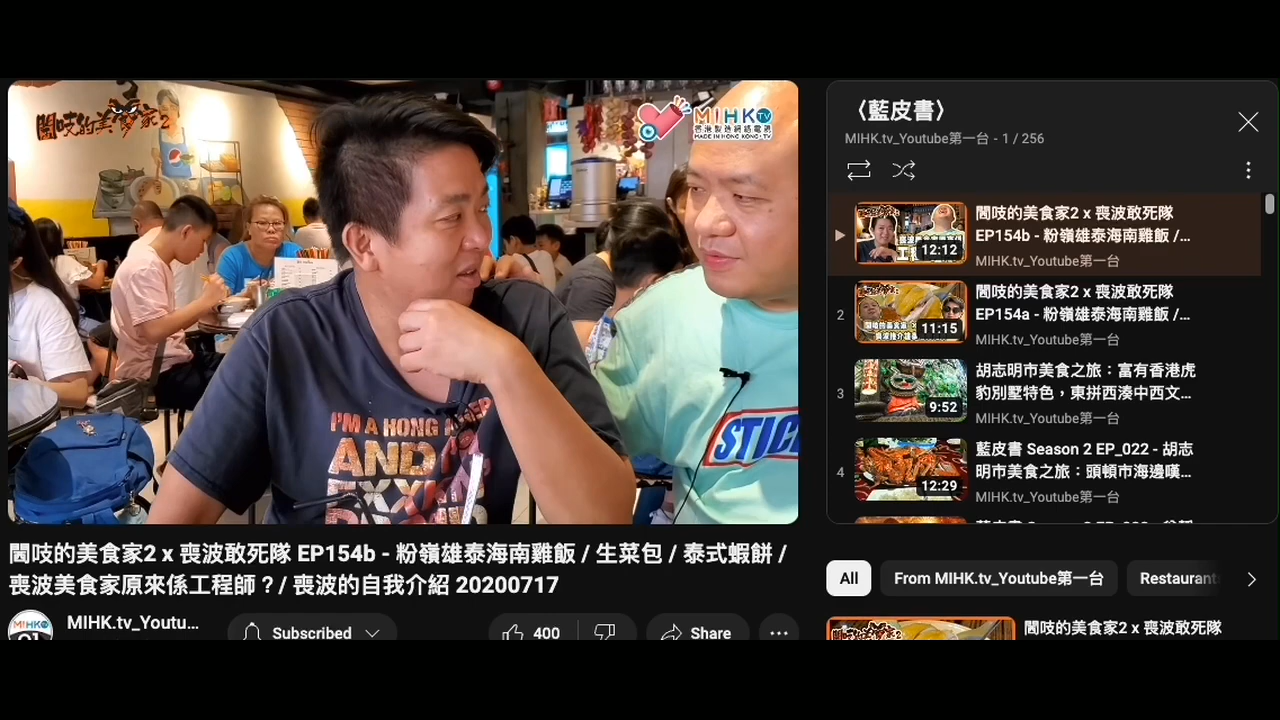 閪吱的美食家2
MIHK TV
香港製造網絡電視
MADE IN HONG KONG • TV
I'M A HONG
AND
STIC
閪吱的美食家2 x 喪波敢死隊 EP154b - 粉嶺雄泰海南雞飯 / 生菜包 / 泰式蝦餅 /
喪波美食家原來係工程師 ? / 喪波的自我介紹 20200717
MIHK.tv_Youtu...
Subscribed
400
Share
〈藍皮書〉
MIHK.tv_Youtube第一台 - 1 / 256
閪吱的美食家2 x 喪波敢死隊
EP154b - 粉嶺雄泰海南雞飯 /...
MIHK.tv_Youtube第一台
12:12
2
閪吱的美食家2 x 喪波敢死隊
EP154a - 粉嶺雄泰海南雞飯 /...
MIHK.tv_Youtube第一台
11:15
3
胡志明市美食之旅：富有香港虎
豹別墅特色，東拼西湊中西文...
MIHK.tv_Youtube第一台
9:52
4
藍皮書 Season 2 EP_022 - 胡志
明市美食之旅：頭頓市海邊嘆...
MIHK.tv_Youtube第一台
12:29
All
From MIHK.tv_Youtube第一台
Restaurant
閪吱的美食家2 x 喪波敢死隊